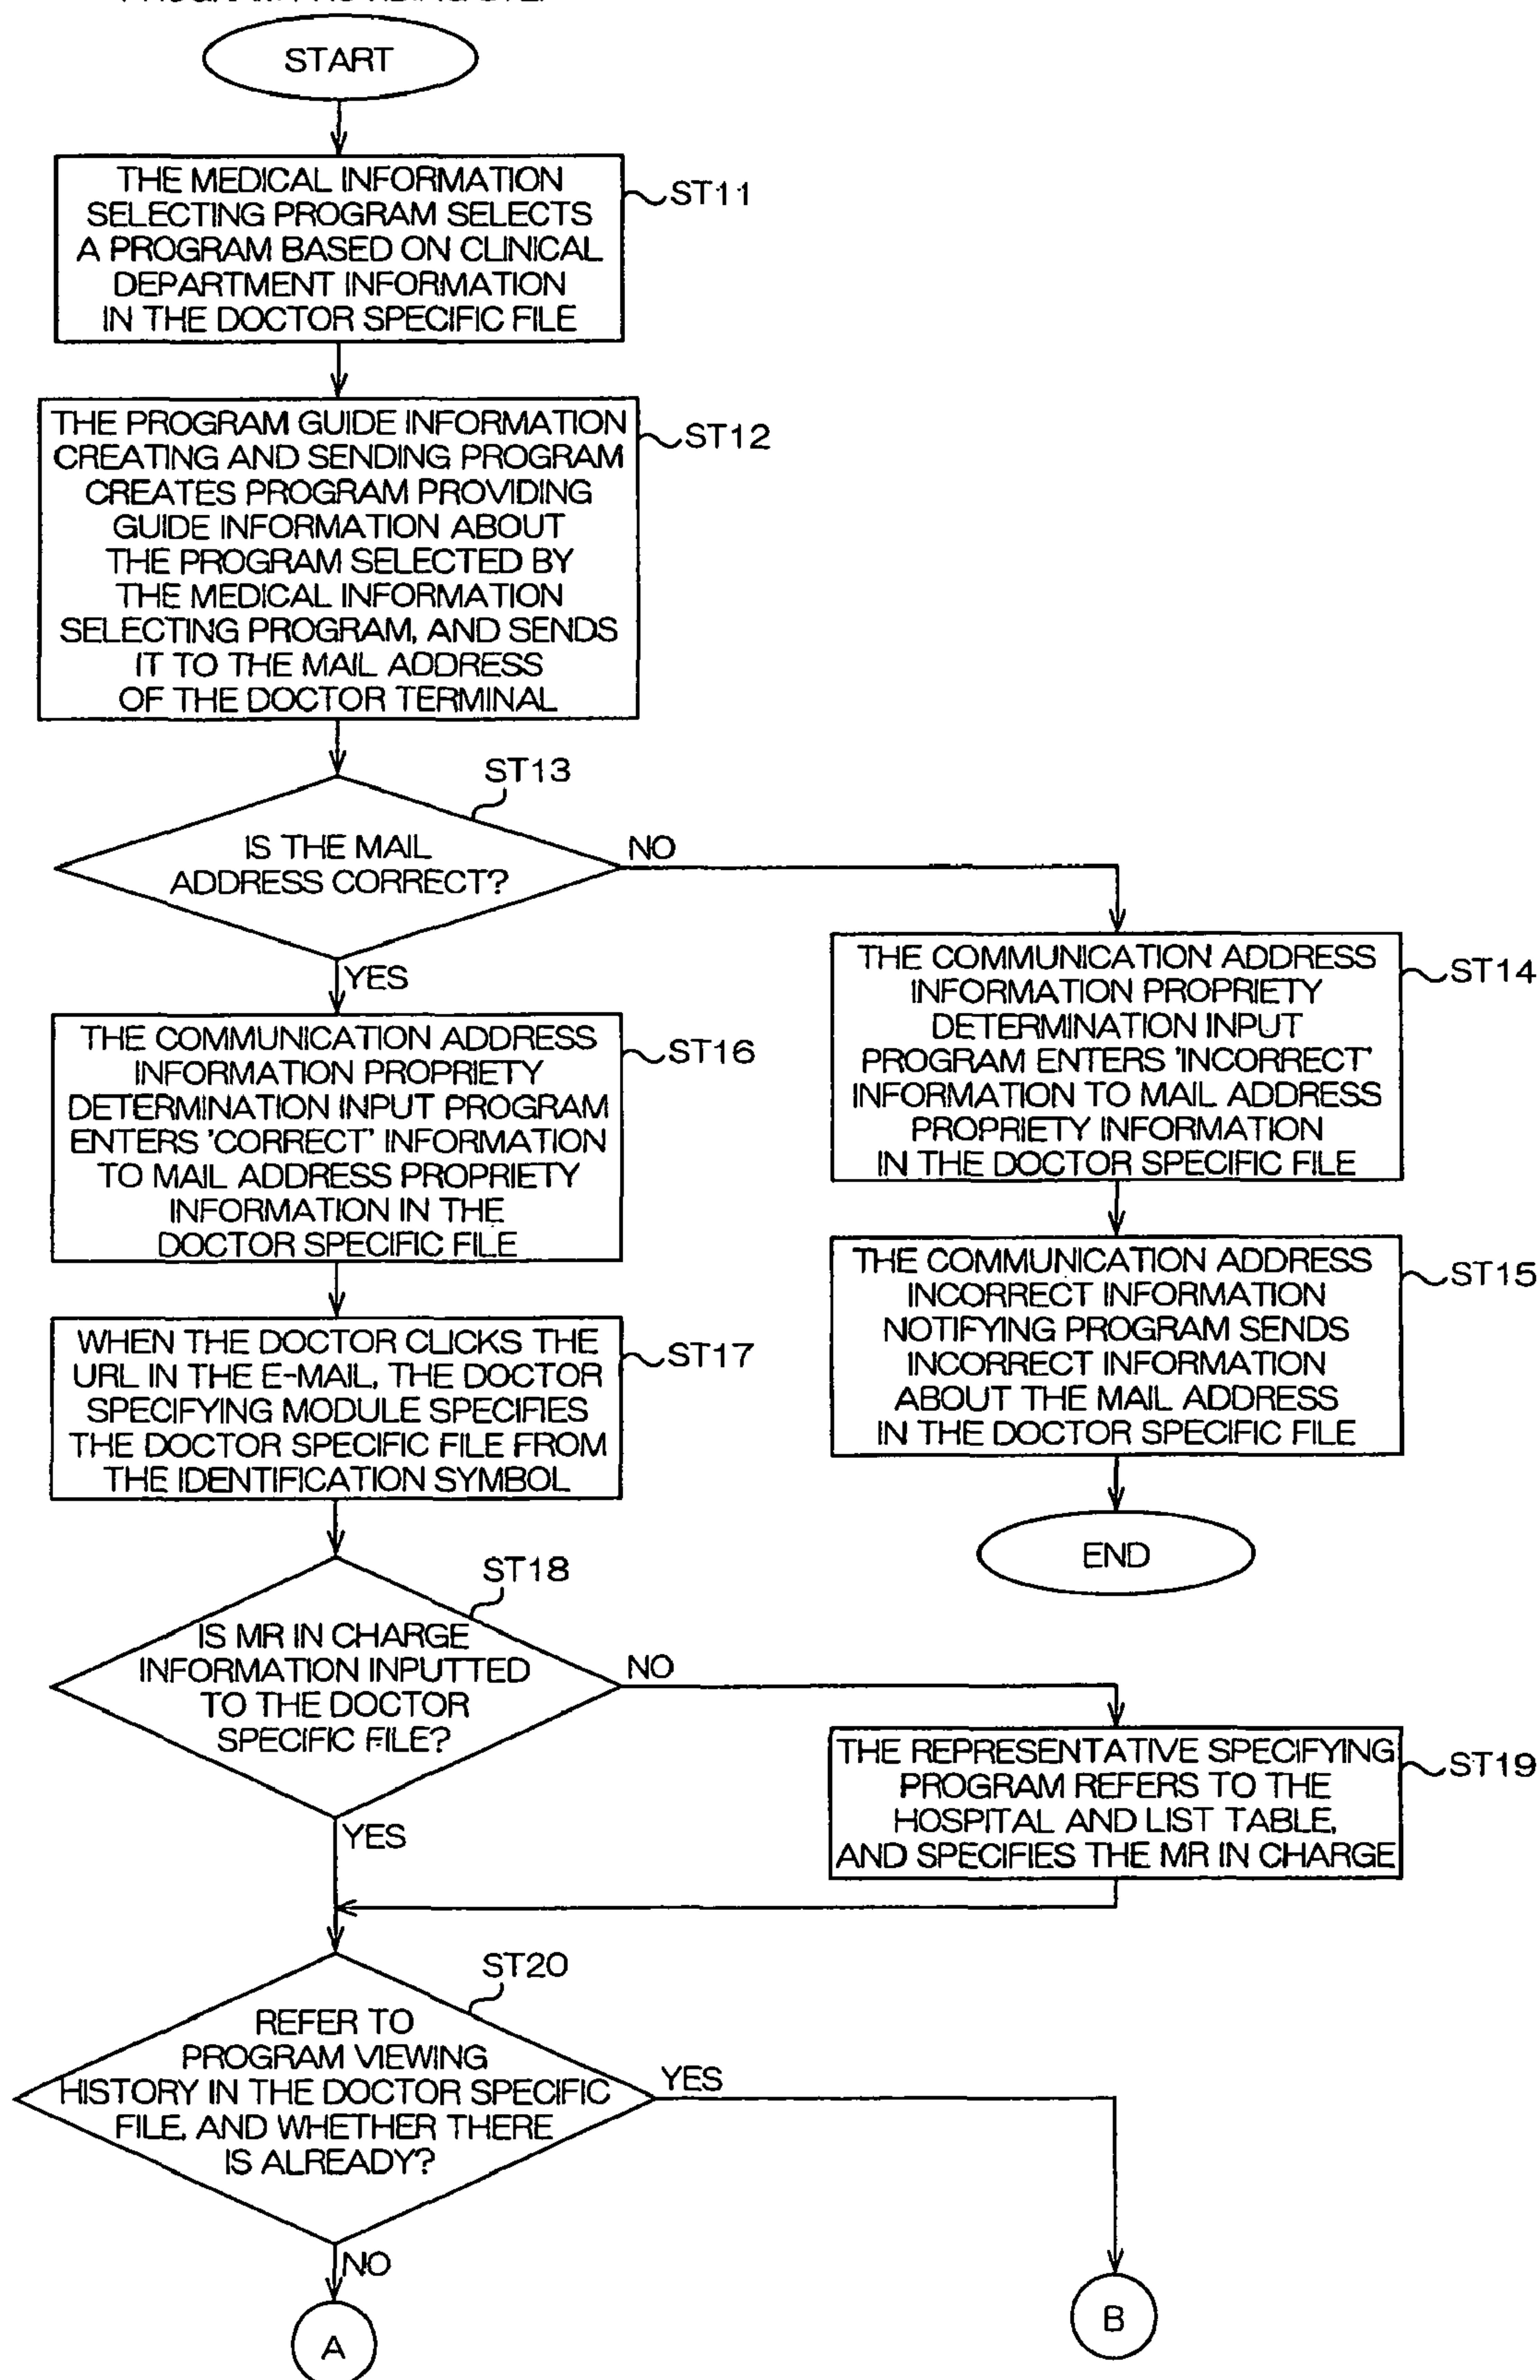 START
THE MEDICAL INFORMATION
SELECTING PROGRAM SELECTS
A PROGRAM BASED ON CLINICAL
DEPARTMENT INFORMATION
IN THE DOCTOR SPECIFIC FILE
ST11
THE PROGRAM GUIDE INFORMATION
CREATING AND SENDING PROGRAM
CREATES PROGRAM PROVIDING
GUIDE INFORMATION ABOUT
THE PROGRAM SELECTED BY
THE MEDICAL INFORMATION
SELECTING PROGRAM, AND SENDS
IT TO THE MAIL ADDRESS
OF THE DOCTOR TERMINAL
ST12
ST13
IS THE MAIL
ADDRESS CORRECT?
NO
YES
THE COMMUNICATION ADDRESS
INFORMATION PROPRIETY
DETERMINATION INPUT
PROGRAM ENTERS 'INCORRECT'
INFORMATION TO MAIL ADDRESS
PROPRIETY INFORMATION
IN THE DOCTOR SPECIFIC FILE
ST14
THE COMMUNICATION ADDRESS
INFORMATION PROPRIETY
DETERMINATION INPUT PROGRAM
ENTERS 'CORRECT' INFORMATION
TO MAIL ADDRESS PROPRIETY
INFORMATION IN THE
DOCTOR SPECIFIC FILE
ST16
THE COMMUNICATION ADDRESS
INCORRECT INFORMATION
NOTIFYING PROGRAM SENDS
INCORRECT INFORMATION
ABOUT THE MAIL ADDRESS
IN THE DOCTOR SPECIFIC FILE
ST15
WHEN THE DOCTOR CLICKS THE
URL IN THE E-MAIL, THE DOCTOR
SPECIFYING MODULE SPECIFIES
THE DOCTOR SPECIFIC FILE FROM
THE IDENTIFICATION SYMBOL
ST17
END
ST18
IS MR IN CHARGE
INFORMATION INPUTTED
TO THE DOCTOR
SPECIFIC FILE?
NO
YES
THE REPRESENTATIVE SPECIFYING
PROGRAM REFERS TO THE
HOSPITAL AND LIST TABLE,
AND SPECIFIES THE MR IN CHARGE
ST19
ST20
REFER TO
PROGRAM VIEWING
HISTORY IN THE DOCTOR SPECIFIC
FILE, AND WHETHER THERE
IS ALREADY?
YES
NO
A
B